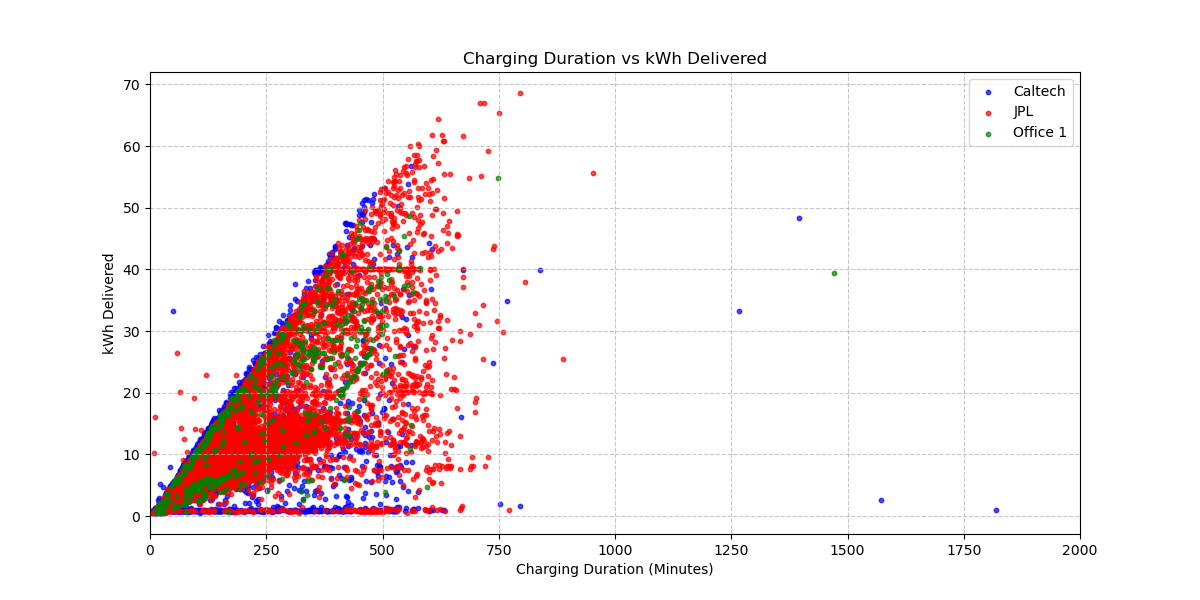 Charging Duration vs kWh Delivered
70
60
50
40
30
20
10
0
kWh Delivered
Caltech
JPL
Office 1
0 250 500 750 1000 1250 1500 1750 2000
Charging Duration (Minutes)